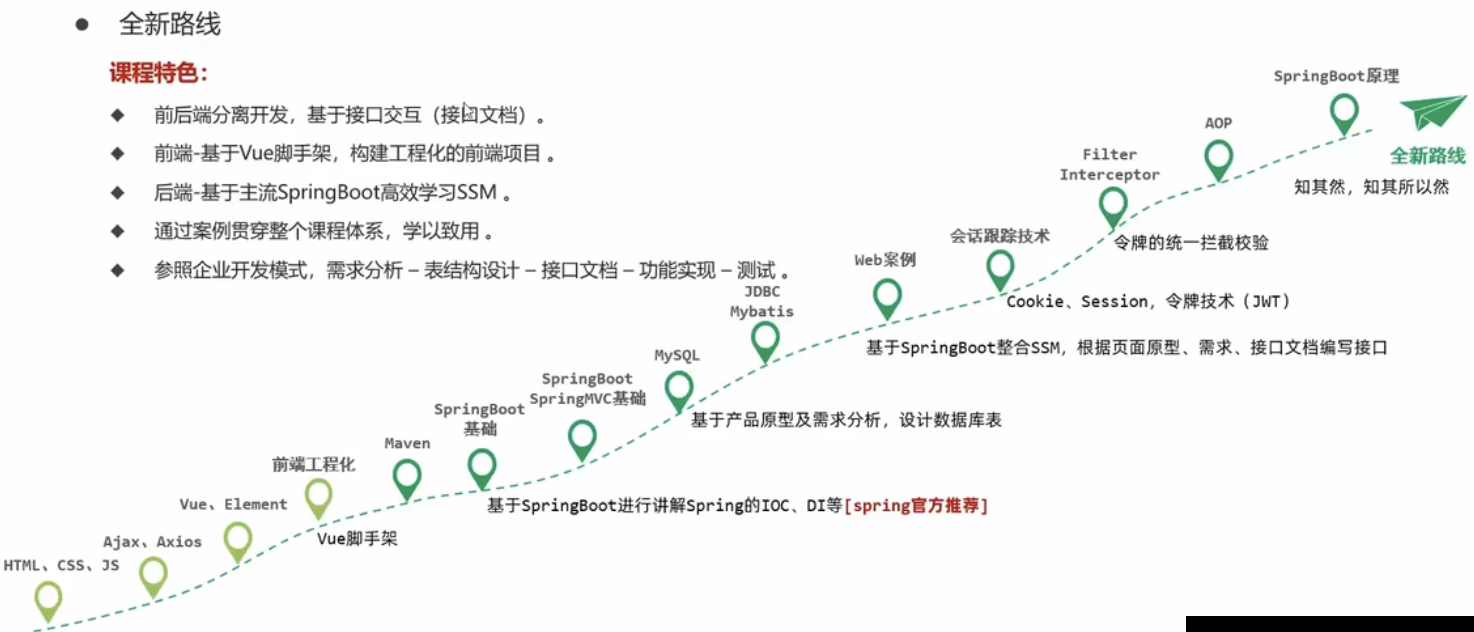 全新路线
课程特色：
前后端分离开发，基于接口交互（接口文档）。
前端-基于Vue脚手架，构建工程化的前端项目。
后端-基于主流SpringBoot高效学习SSM。
通过案例贯穿整个课程体系，学以致用。
参照企业开发模式，需求分析 – 表结构设计 – 接口文档 – 功能实现 – 测试。
HTML、CSS、JS
Ajax、Axios
Vue、Element
前端工程化
Vue脚手架
Maven
SpringBoot
基础
基于SpringBoot进行讲解Spring的IOC、DI等[spring官方推荐]
SpringBoot
SpringMVC基础
MySQL
基于产品原型及需求分析，设计数据库表
JDBC
Mybatis
Web案例
基于SpringBoot整合SSM，根据页面原型、需求、接口文档编写接口
会话跟踪技术
Cookie、Session，令牌技术（JWT）
Filter
Interceptor
令牌的统一拦截校验
AOP
SpringBoot原理
全新路线
知其然，知其所以然